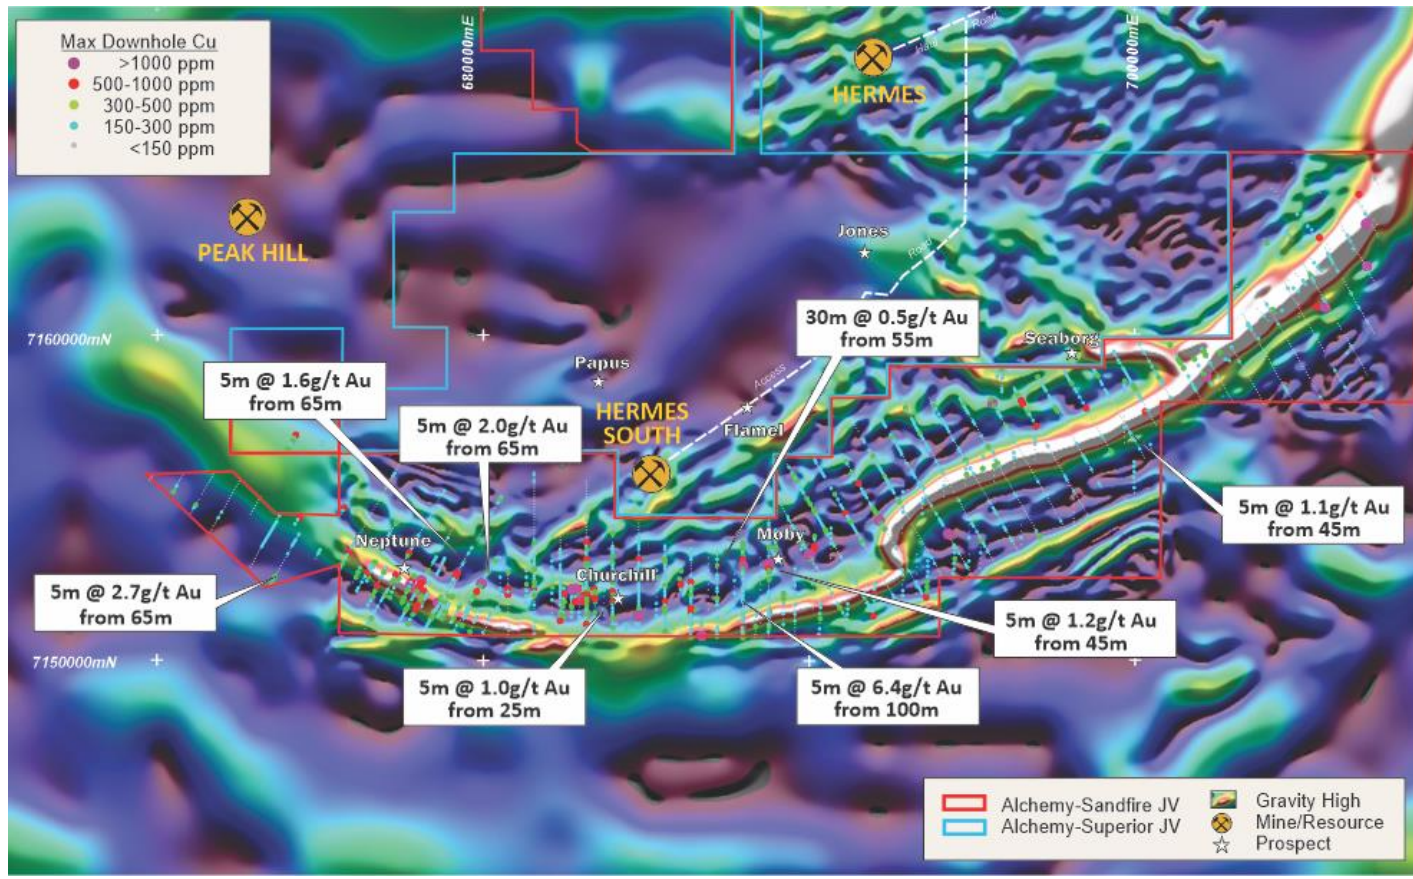 Max Downhole Cu
>1000 ppm
500-1000 ppm
300-500 ppm
150-300 ppm
<150 ppm
680000mE
700000mE
Haul Road
HERMES
PEAK HILL
Jones
Road
7160000mN
30m @ 0.5g/t Au
from 55m
Seaborg
Papus
5m @ 1.6g/t Au
from 65m
Access
HERMES
SOUTH
Flamel
5m @ 2.0g/t Au
from 65m
5m @ 1.1g/t Au
from 45m
Neptune
Moby
Churchill
5m @ 2.7g/t Au
from 65m
5m @ 1.2g/t Au
from 45m
7150000mN
5m @ 1.0g/t Au
from 25m
5m @ 6.4g/t Au
from 100m
Alchemy-Sandfire JV
Alchemy-Superior JV
Gravity High
Mine/Resource
Prospect